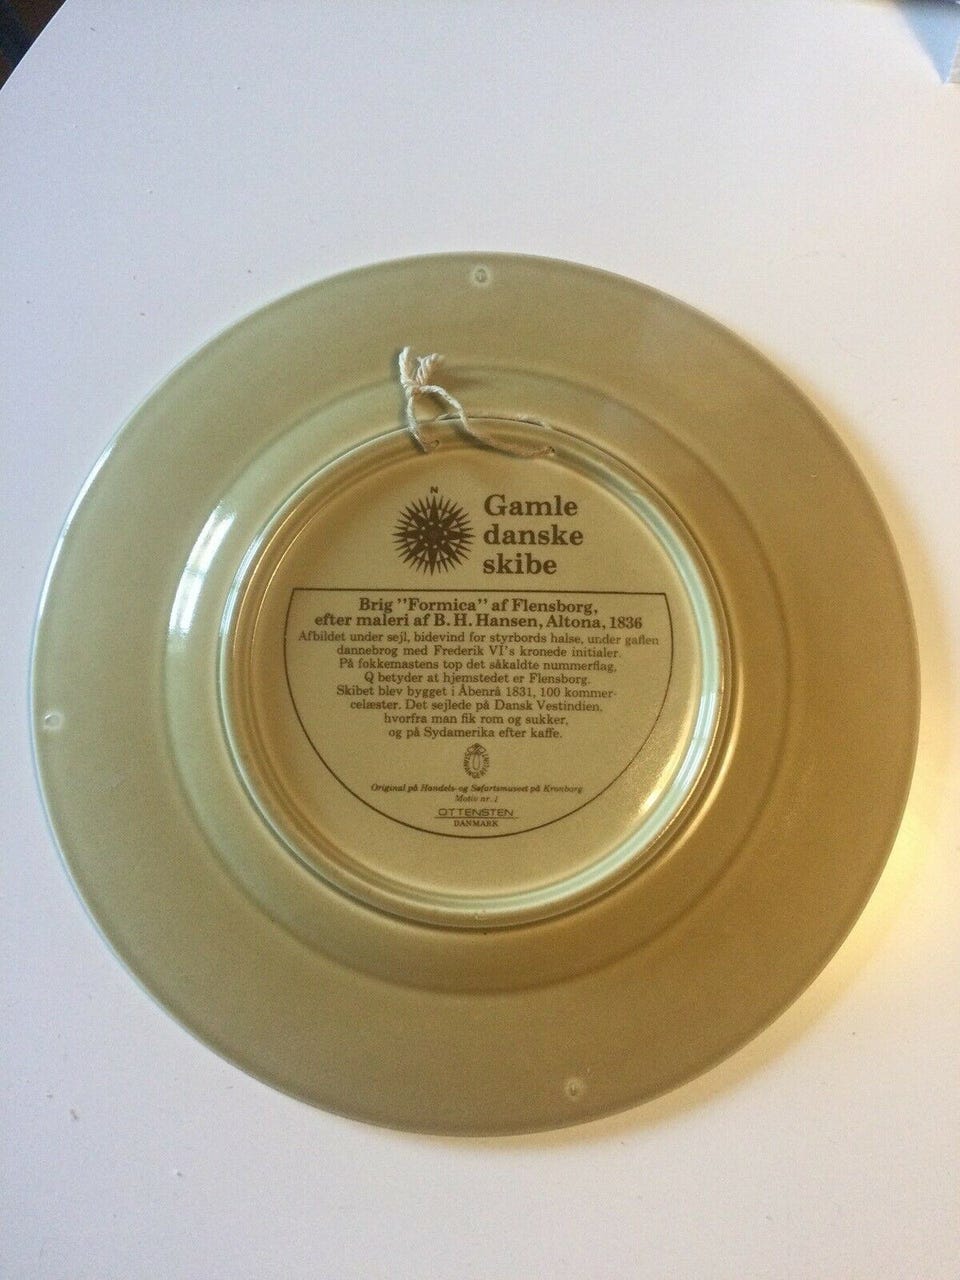 N
Gamle
danske
skibe
Brig "Formica" af Flensborg,
efter maleri af B. H. Hansen, Altona, 1836
Afbildet under sejl, bidevind for styrbords halse, under gaflen
dannebrog med Frederik VI's kronede initialer.
På fokkemastens top det såkaldte nummerflag,
Q betyder at hjemstedet er Flensborg.
Skibet blev bygget i Åbenrå 1831, 100 kommer-
celæster. Det sejlede på Dansk Vestindien,
hvorfra man fik rom og sukker,
og på Sydamerika efter kaffe.
STAVANGERFLINT
Original på Handels- og Søfartsmuseet på Kronborg
Motiv nr. 1
OTTENSTEN
DANMARK